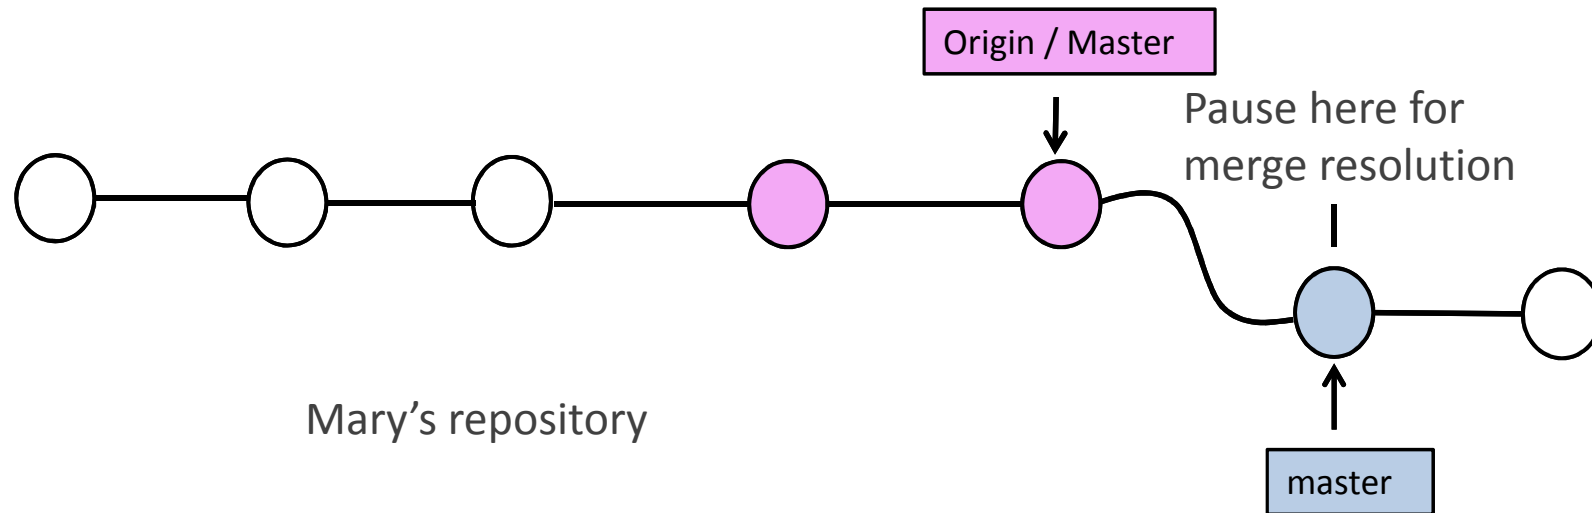 Origin / Master
Pause here for
merge resolution
Mary’s repository
master